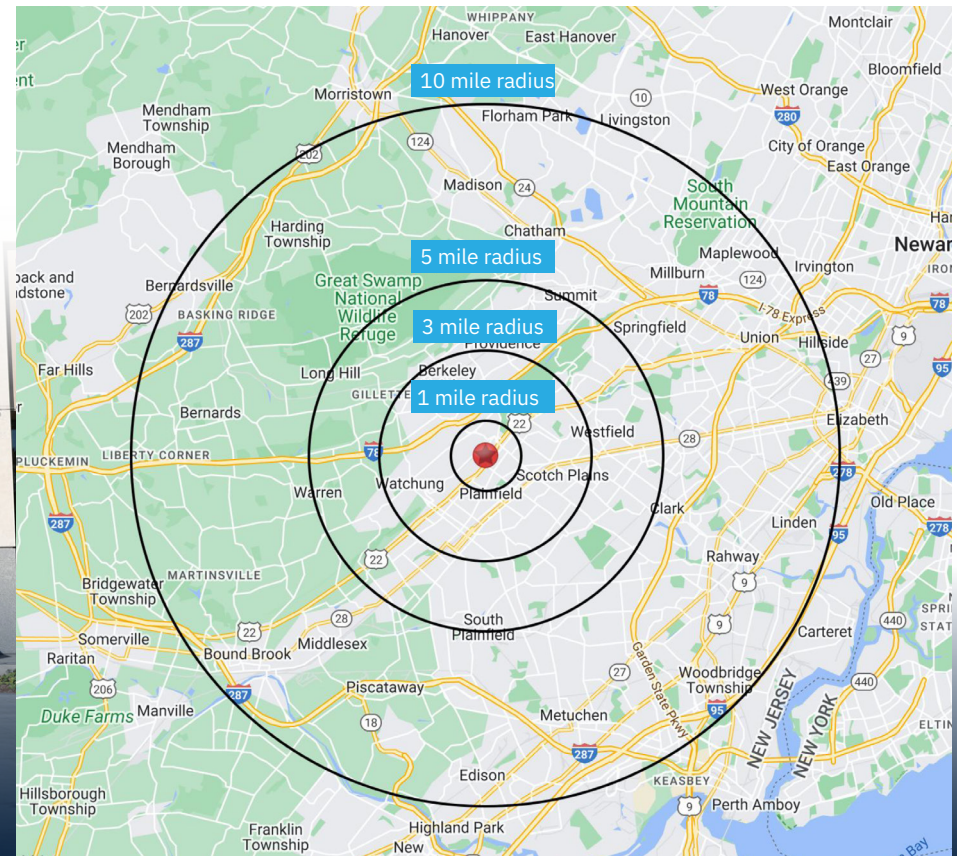 WHIPPANY
Hanover
East Hanover
Montclair
10 mile radius
Bloomfield
Morristown
10
West Orange
Mendham
Township
Florham Park
Livingston
280
Mendham
Borough
202
124
City of Orange
East Orange
Madison
24
South
Mountain
Reservation
Harding
Township
Chatham
Newar
5 mile radius
Maplewood
Irvington
Millburn
124
Bernardsville
Great Swamp
National
Wildlife
Refuge
Summit
78
78
202
BASKING RIDGE
I-78 Express
3 mile radius
Springfield
287
Providence
Union
Hillside
9
27
Far Hills
Long Hill
Berkeley
95
439
GILLETTE
1 mile radius
Bernards
22
Westfield
28
Elizabeth
PLUCKEMIN
LIBERTY CORNER
78
278
Warren
Watchung
Scotch Plains
Plainfield
Old Place
287
Clark
Linden
95
278
22
Rahway
9
MARTINSVILLE
Bridgewater
Township
28
South
Plainfield
9
440
Somerville
22
Middlesex
Carteret
Raritan
Bound Brook
Garden State Pkwy
27
Woodbridge
Township
440
206
287
Piscataway
95
Duke Farms
Manville
18
Metuchen
NEW JERSEY
NEW YORK
287
Edison
KEASBEY
Hillsborough
Township
9
Perth Amboy
Franklin
Township
Highland Park
New
Bay